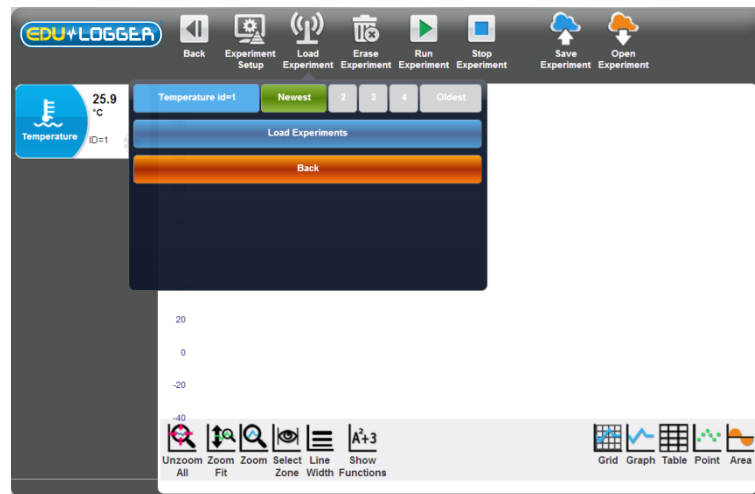 EDU LOGGER
Back
Experiment Setup
Load Experiment
Erase Experiment
Run Experiment
Stop Experiment
Save Experiment
Open Experiment
25.9
°C
Temperature
ID=1
Temperature id=1 Newest 2 3 4 Oldest
Load Experiments
Back
20
0
-20
-40
A²+3
Unzoom All
Zoom Fit
Zoom
Select Zone
Line Width
Show Functions
Grid Graph Table Point Area